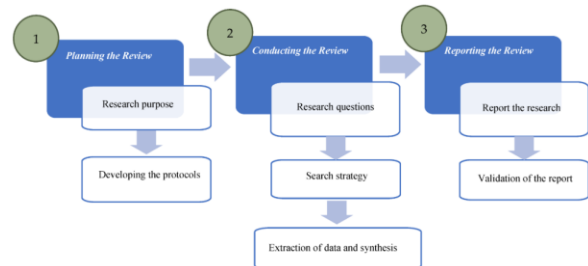 1
Planning the Review
Research purpose
Developing the protocols
2
Conducting the Review
Research questions
Search strategy
Extraction of data and synthesis
3
Reporting the Review
Report the research
Validation of the report